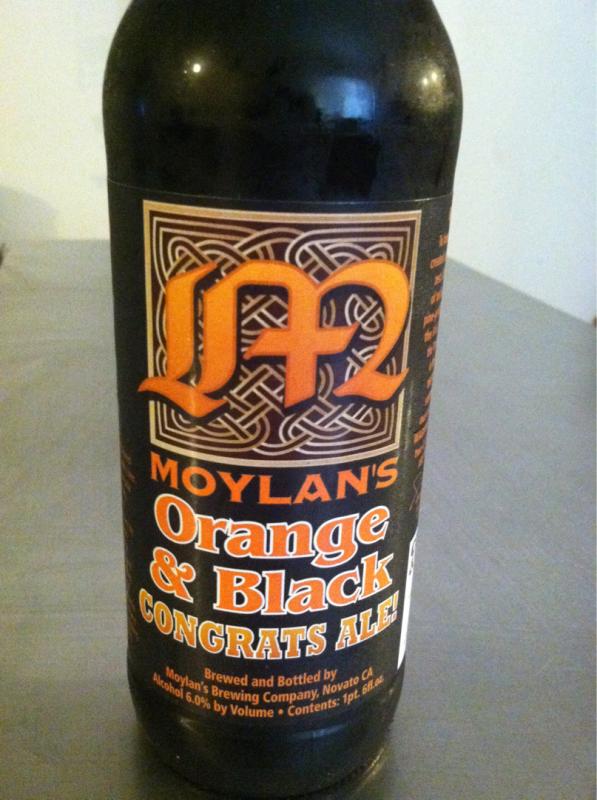 M
MOYLAN'S
Orange
& Black
CONGRATS ALE!
Brewed and Bottled by
Moylan's Brewing Company, Novato CA
Alcohol 6.0% by Volume • Contents: 1pt. 6fl.oz.